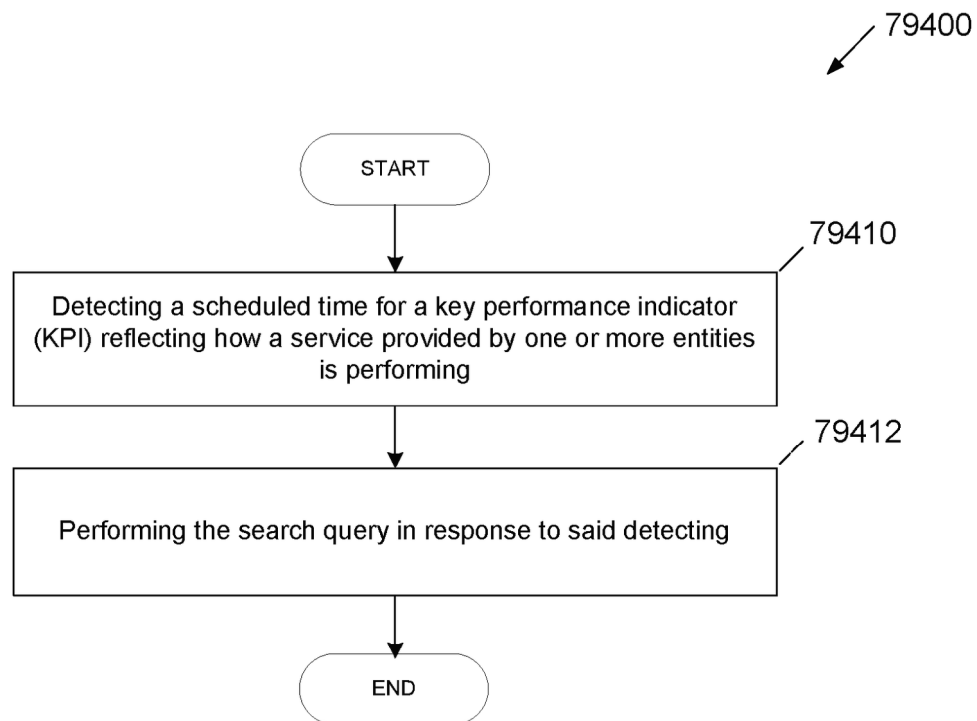 79400
START
79410
Detecting a scheduled time for a key performance indicator
(KPI) reflecting how a service provided by one or more entities
is performing
79412
Performing the search query in response to said detecting
END